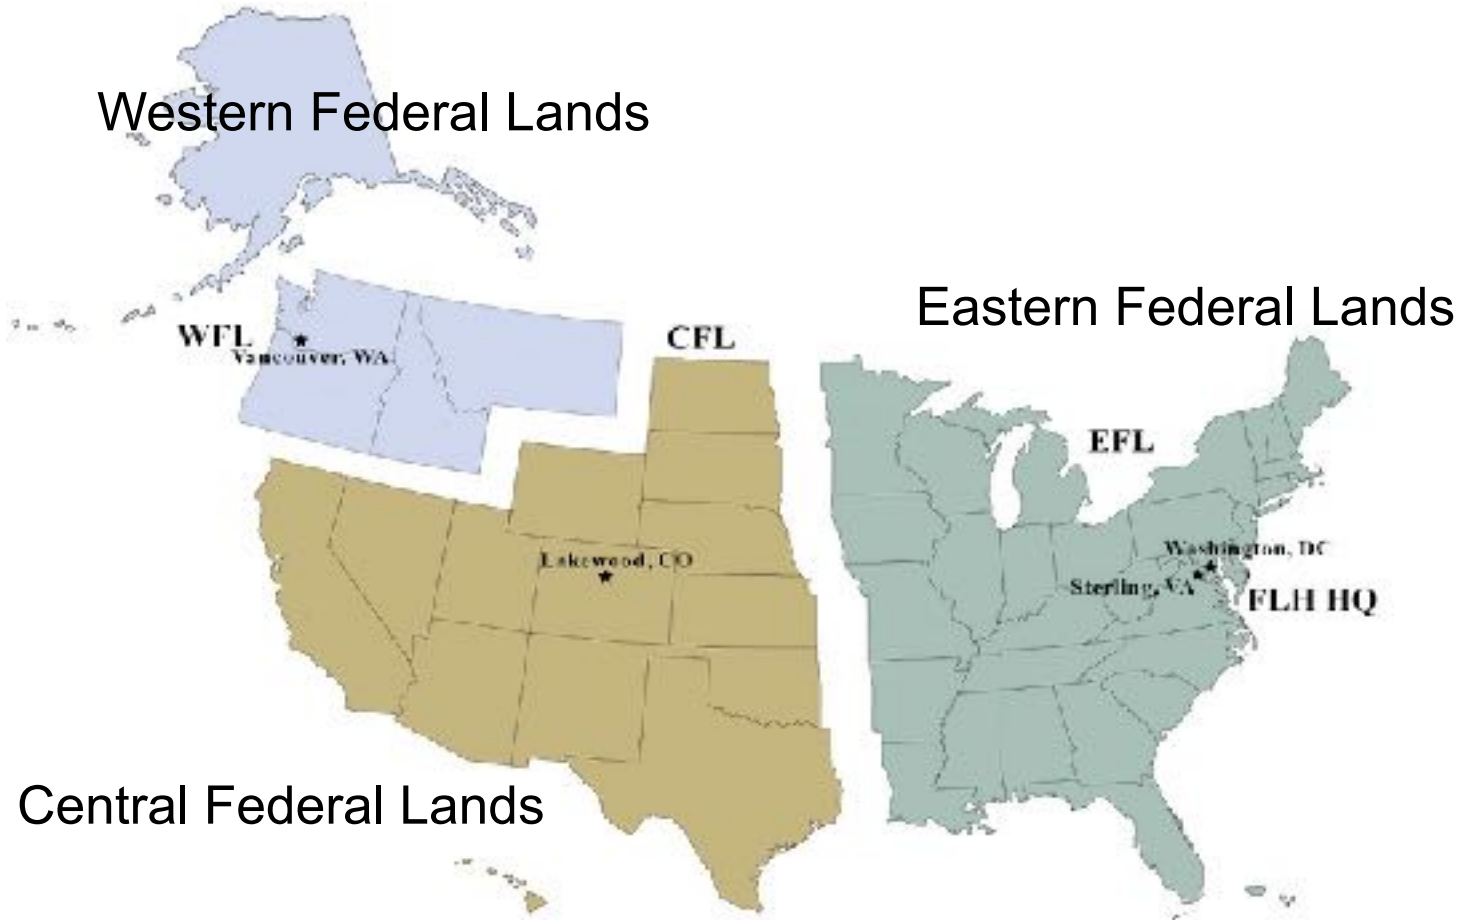 Western Federal Lands
Eastern Federal Lands
WFL
Vancouver, WA
CFL
EFL
Lakewood, CO
Washington, DC
Sterling, VA
FLH HQ
Central Federal Lands